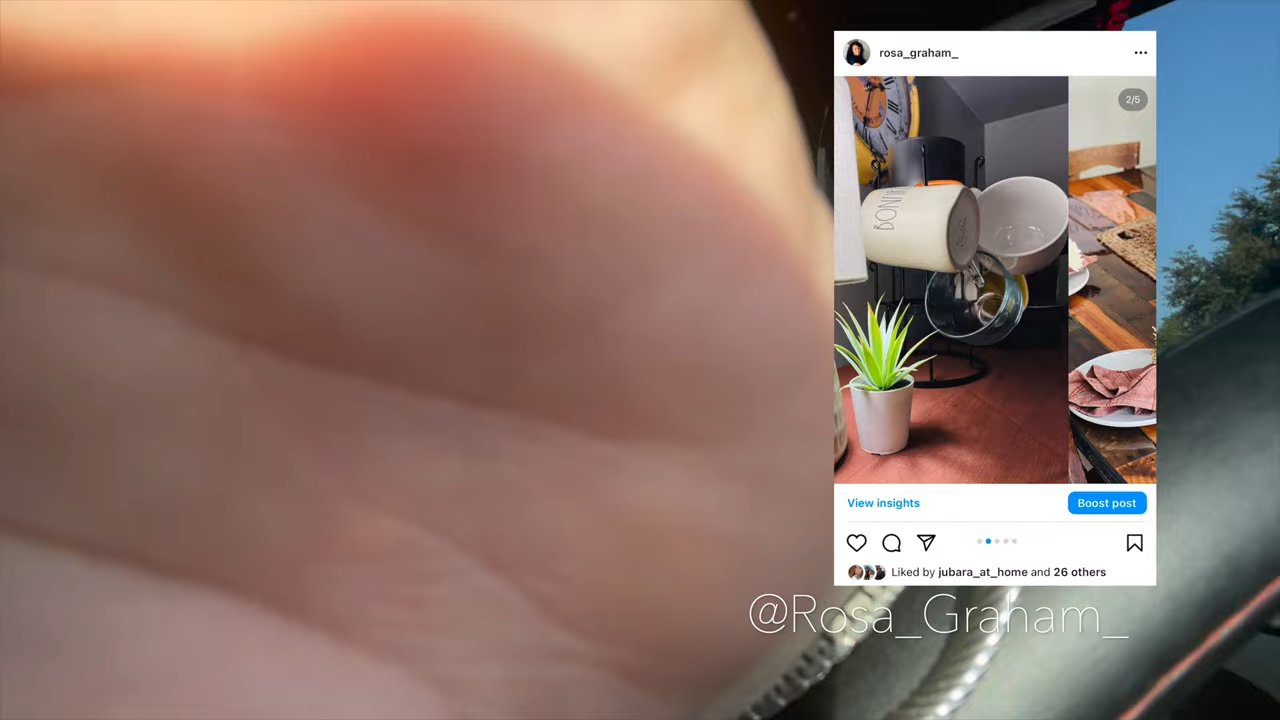 rosa_graham_
2/5
View insights
Boost post
Liked by jubara_at_home and 26 others
@Rosa_Graham_